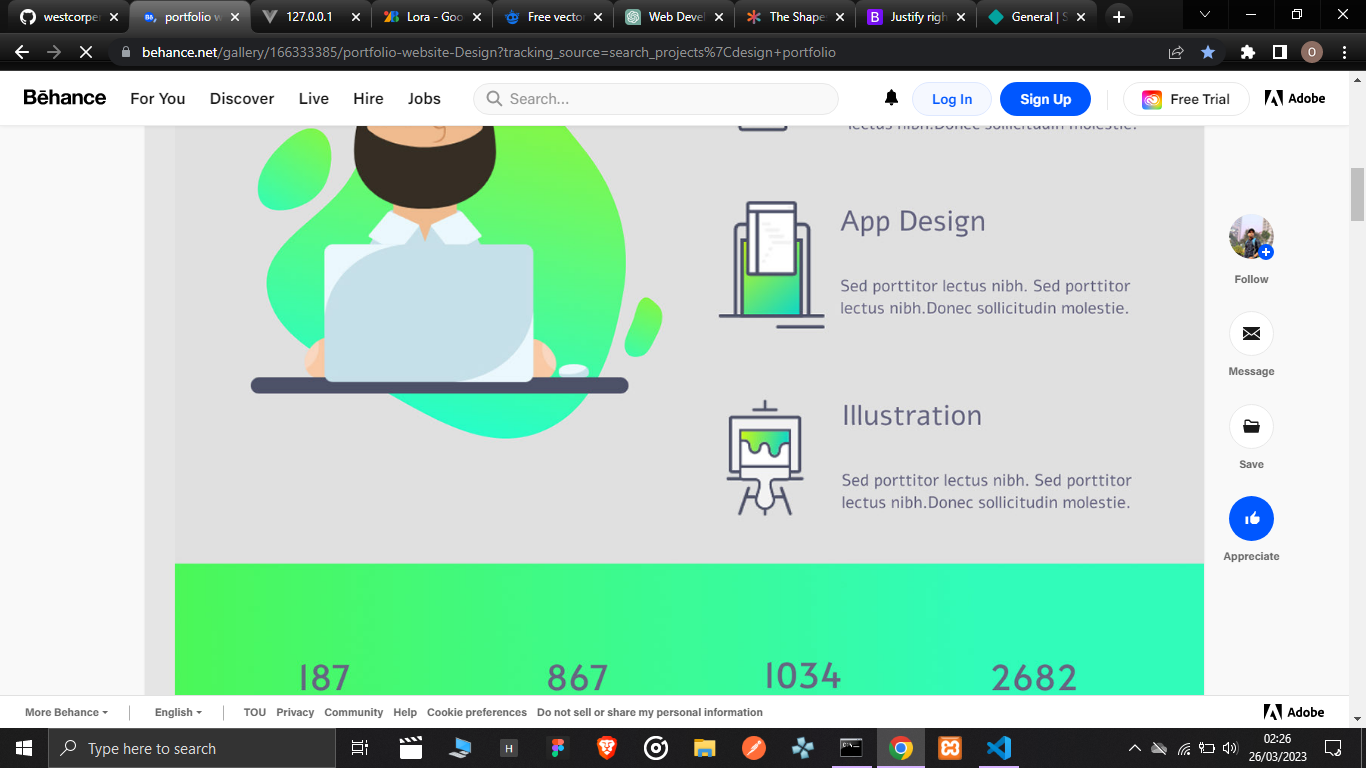 westcorper
portfolio w
127.0.0.1
Lora - Goo
Free vector
Web Devel
The Shape
Justify righ
General | S
behance.net/gallery/166333385/portfolio-website-Design?tracking_source=search_projects%7Cdesign+portfolio
O
Bēhance
For You
Discover
Live
Hire
Jobs
Search...
Log In
Sign Up
Free Trial
Adobe
lectus nibh.Donec sollicitudin molestie.
App Design
Sed porttitor lectus nibh. Sed porttitor
lectus nibh.Donec sollicitudin molestie.
Illustration
Sed porttitor lectus nibh. Sed porttitor
lectus nibh.Donec sollicitudin molestie.
Follow
Message
Save
Appreciate
187
867
1034
2682
More Behance
English
TOU
Privacy
Community
Help
Cookie preferences
Do not sell or share my personal information
Adobe
Type here to search
H
02:26
26/03/2023